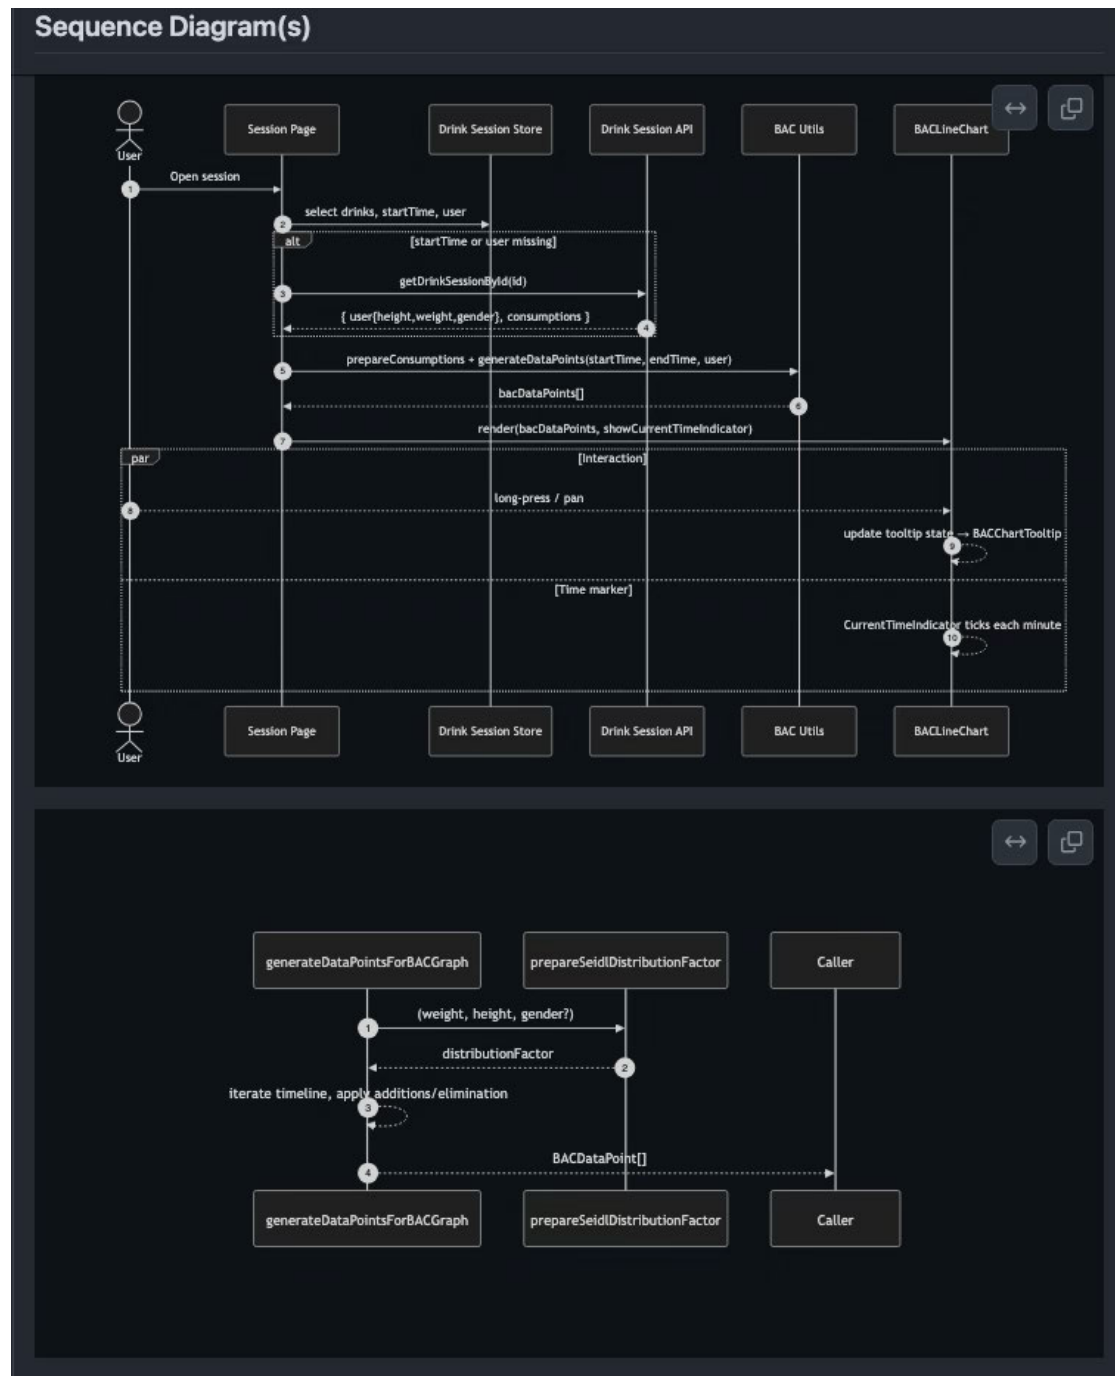 Sequence Diagram(s)
User
Session Page
Drink Session Store
Drink Session API
BAC Utils
BACLineChart
1
Open session
2
select drinks, startTime, user
alt
[startTime or user missing]
3
getDrinkSessionById(id)
{ user{height,weight,gender}, consumptions }
4
5
prepareConsumptions + generateDataPoints(startTime, endTime, user)
bacDataPoints[]
6
7
render(bacDataPoints, showCurrentTimeIndicator)
par
[Interaction]
8
long-press / pan
update tooltip state → BACChartTooltip
9
[Time marker]
CurrentTimeIndicator ticks each minute
10
User
Session Page
Drink Session Store
Drink Session API
BAC Utils
BACLineChart
generateDataPointsForBACGraph
prepareSeidlDistributionFactor
Caller
1
(weight, height, gender?)
distributionFactor
2
iterate timeline, apply additions/elimination
3
BACDataPoint[]
4
generateDataPointsForBACGraph
prepareSeidlDistributionFactor
Caller